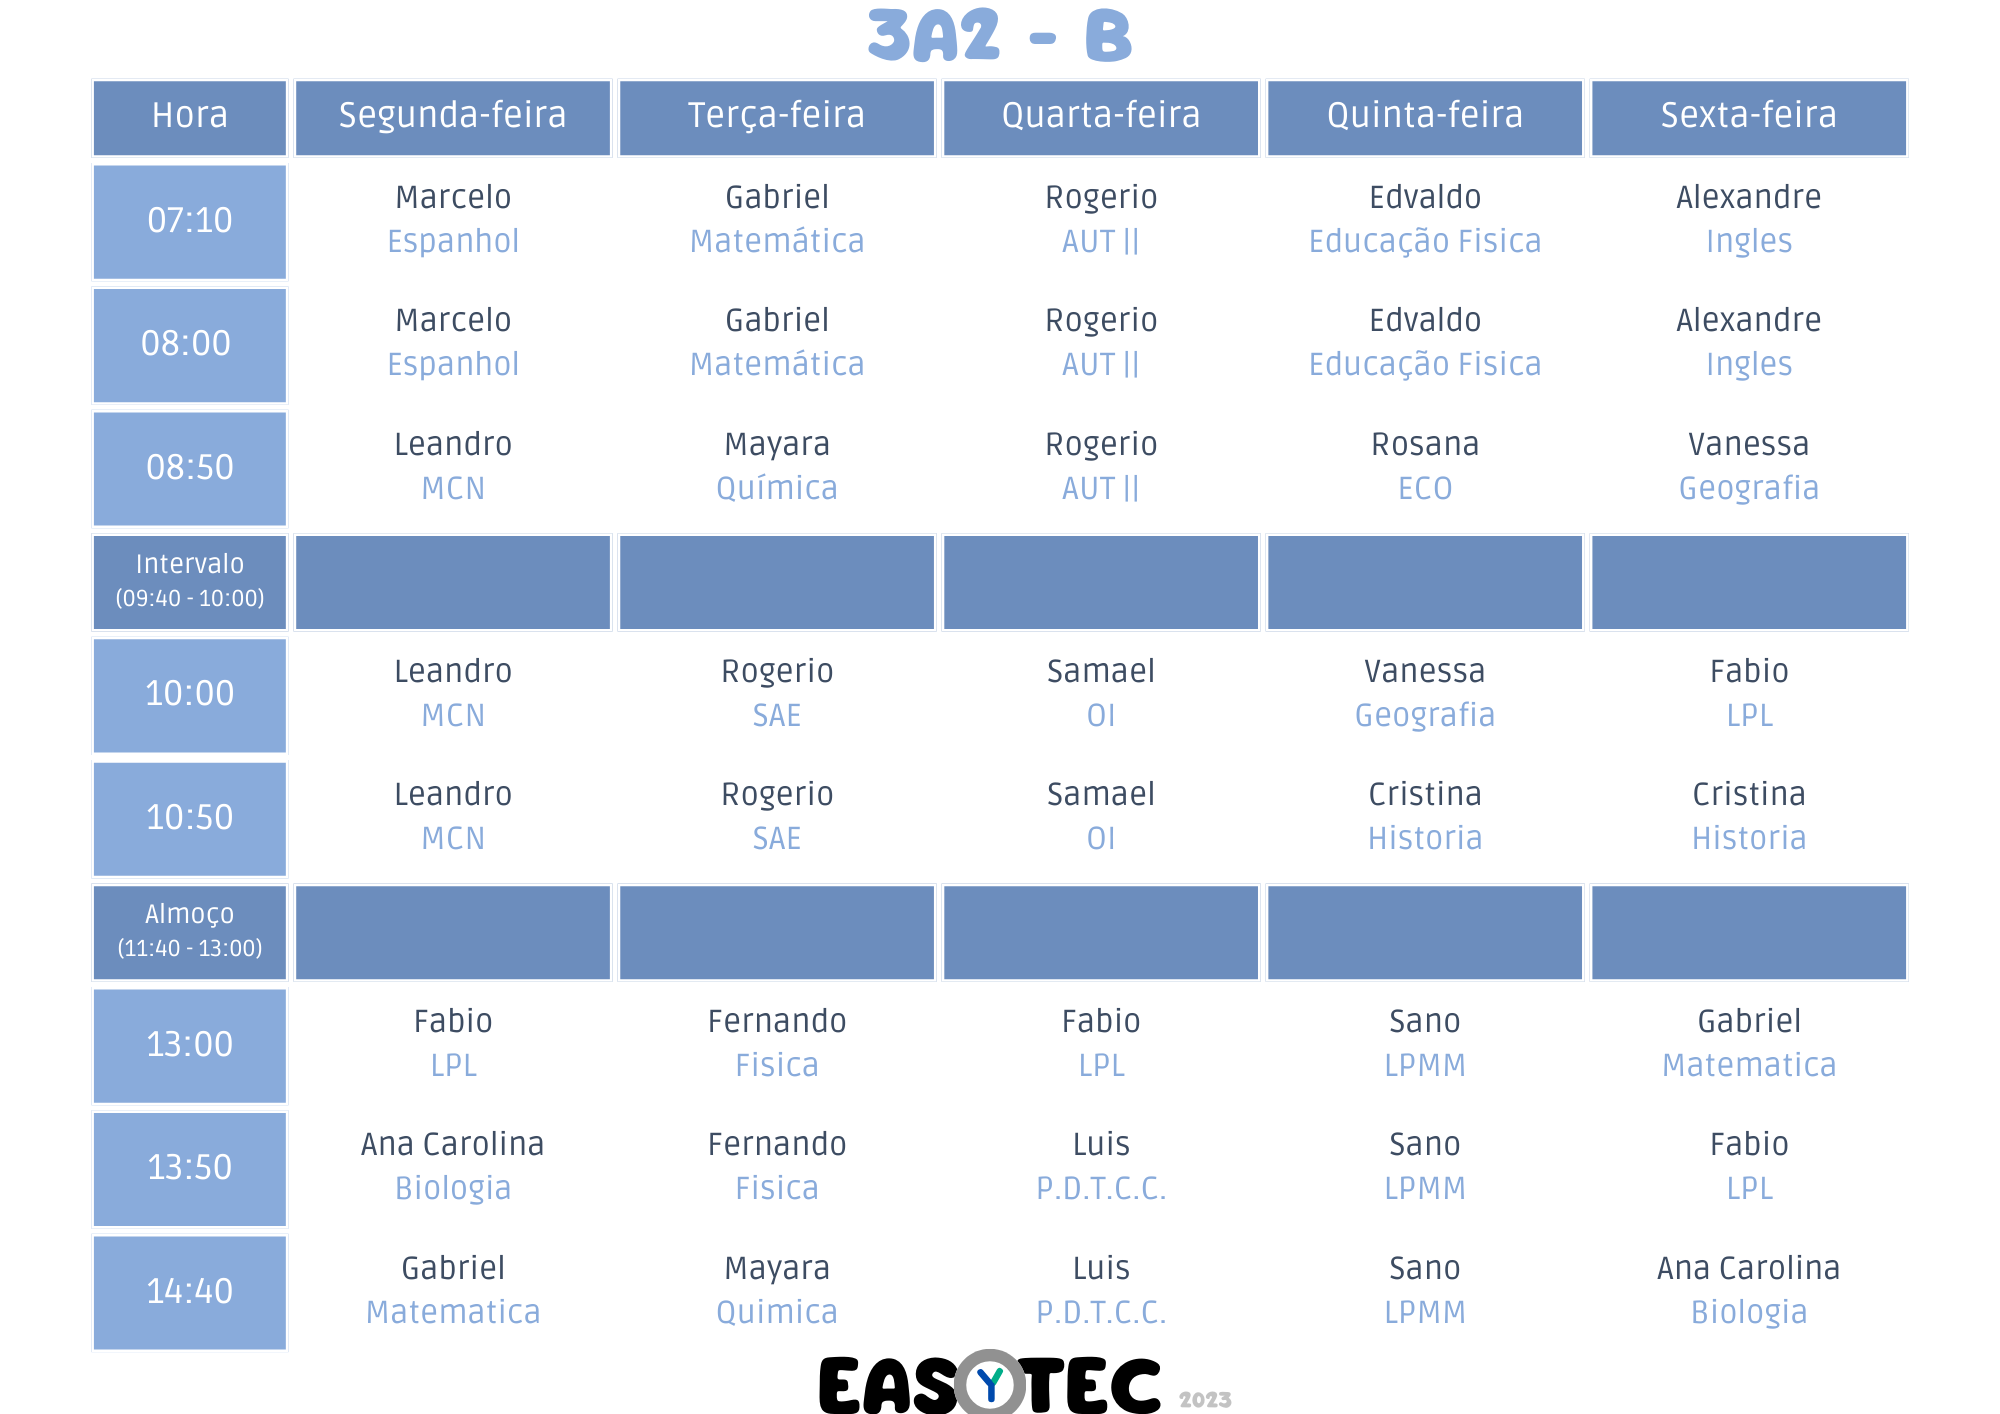 3A2 - B
Hora Segunda-feira Terça-feira Quarta-feira Quinta-feira Sexta-feira
07:10 Marcelo Gabriel Rogerio Edvaldo Alexandre
Espanhol Matemática AUT || Educação Fisica Ingles
08:00 Marcelo Gabriel Rogerio Edvaldo Alexandre
Espanhol Matemática AUT || Educação Fisica Ingles
08:50 Leandro Mayara Rogerio Rosana Vanessa
MCN Química AUT || ECO Geografia
Intervalo
(09:40 - 10:00)
10:00 Leandro Rogerio Samael Vanessa Fabio
MCN SAE OI Geografia LPL
10:50 Leandro Rogerio Samael Cristina Cristina
MCN SAE OI Historia Historia
Almoço
(11:40 - 13:00)
13:00 Fabio Fernando Fabio Sano Gabriel
LPL Fisica LPL LPMM Matematica
13:50 Ana Carolina Fernando Luis Sano Fabio
Biologia Fisica P.D.T.C.C. LPMM LPL
14:40 Gabriel Mayara Luis Sano Ana Carolina
Matematica Quimica P.D.T.C.C. LPMM Biologia
EASYTEC 2023